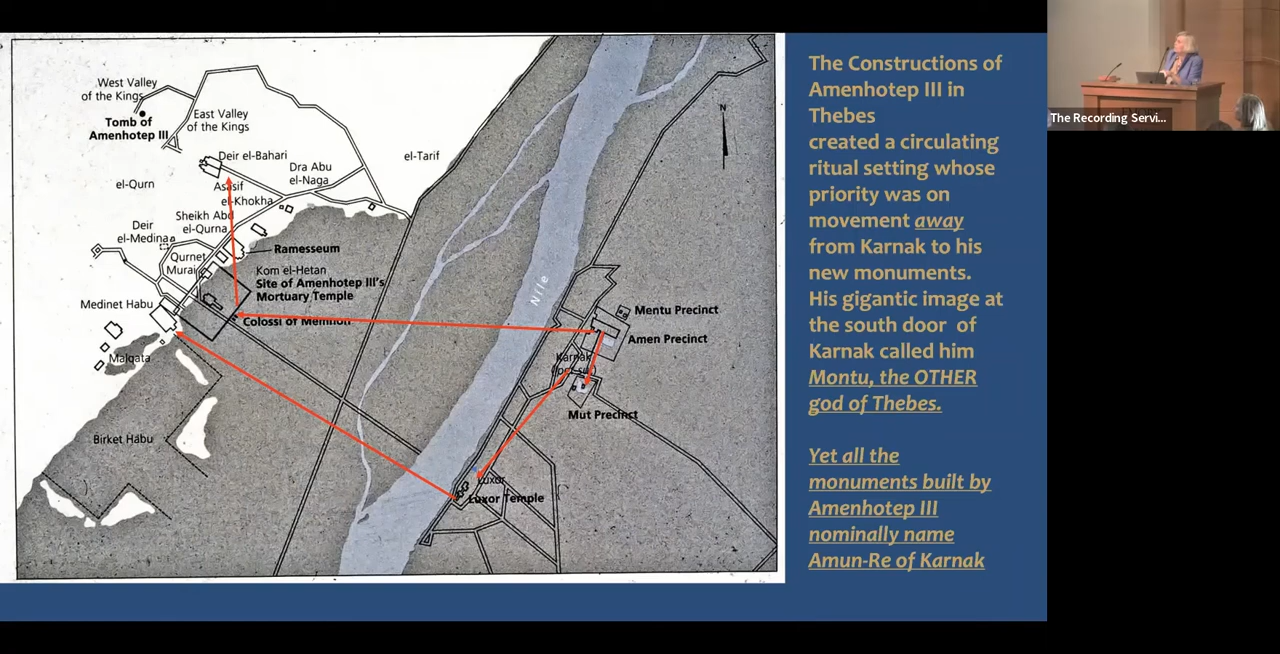 West Valley
of the Kings
Tomb of
Amenhotep III
East Valley
of the Kings
Deir el-Bahari
Dra Abu
el-Naga
el-Tarif
el-Qurn
Asasif
el-Khokha
Sheikh Abd
el-Qurna
Deir
el-Medina
Qurnet
Murai
Ramesseum
Kom el-Hetan
Site of Amenhotep III's
Mortuary Temple
Medinet Habu
Colossi of Memnon
Malqata
Birket Habu
N
Nile
Mentu Precinct
Amen Precinct
Karnak
Mut Precinct
Luxor
Luxor Temple
The Constructions of
Amenhotep III in
Thebes
created a circulating
ritual setting whose
priority was on
movement away
from Karnak to his
new monuments.
His gigantic image at
the south door of
Karnak called him
Montu, the OTHER
god of Thebes.
Yet all the
monuments built by
Amenhotep III
nominally name
Amun-Re of Karnak
The Recording Servi...